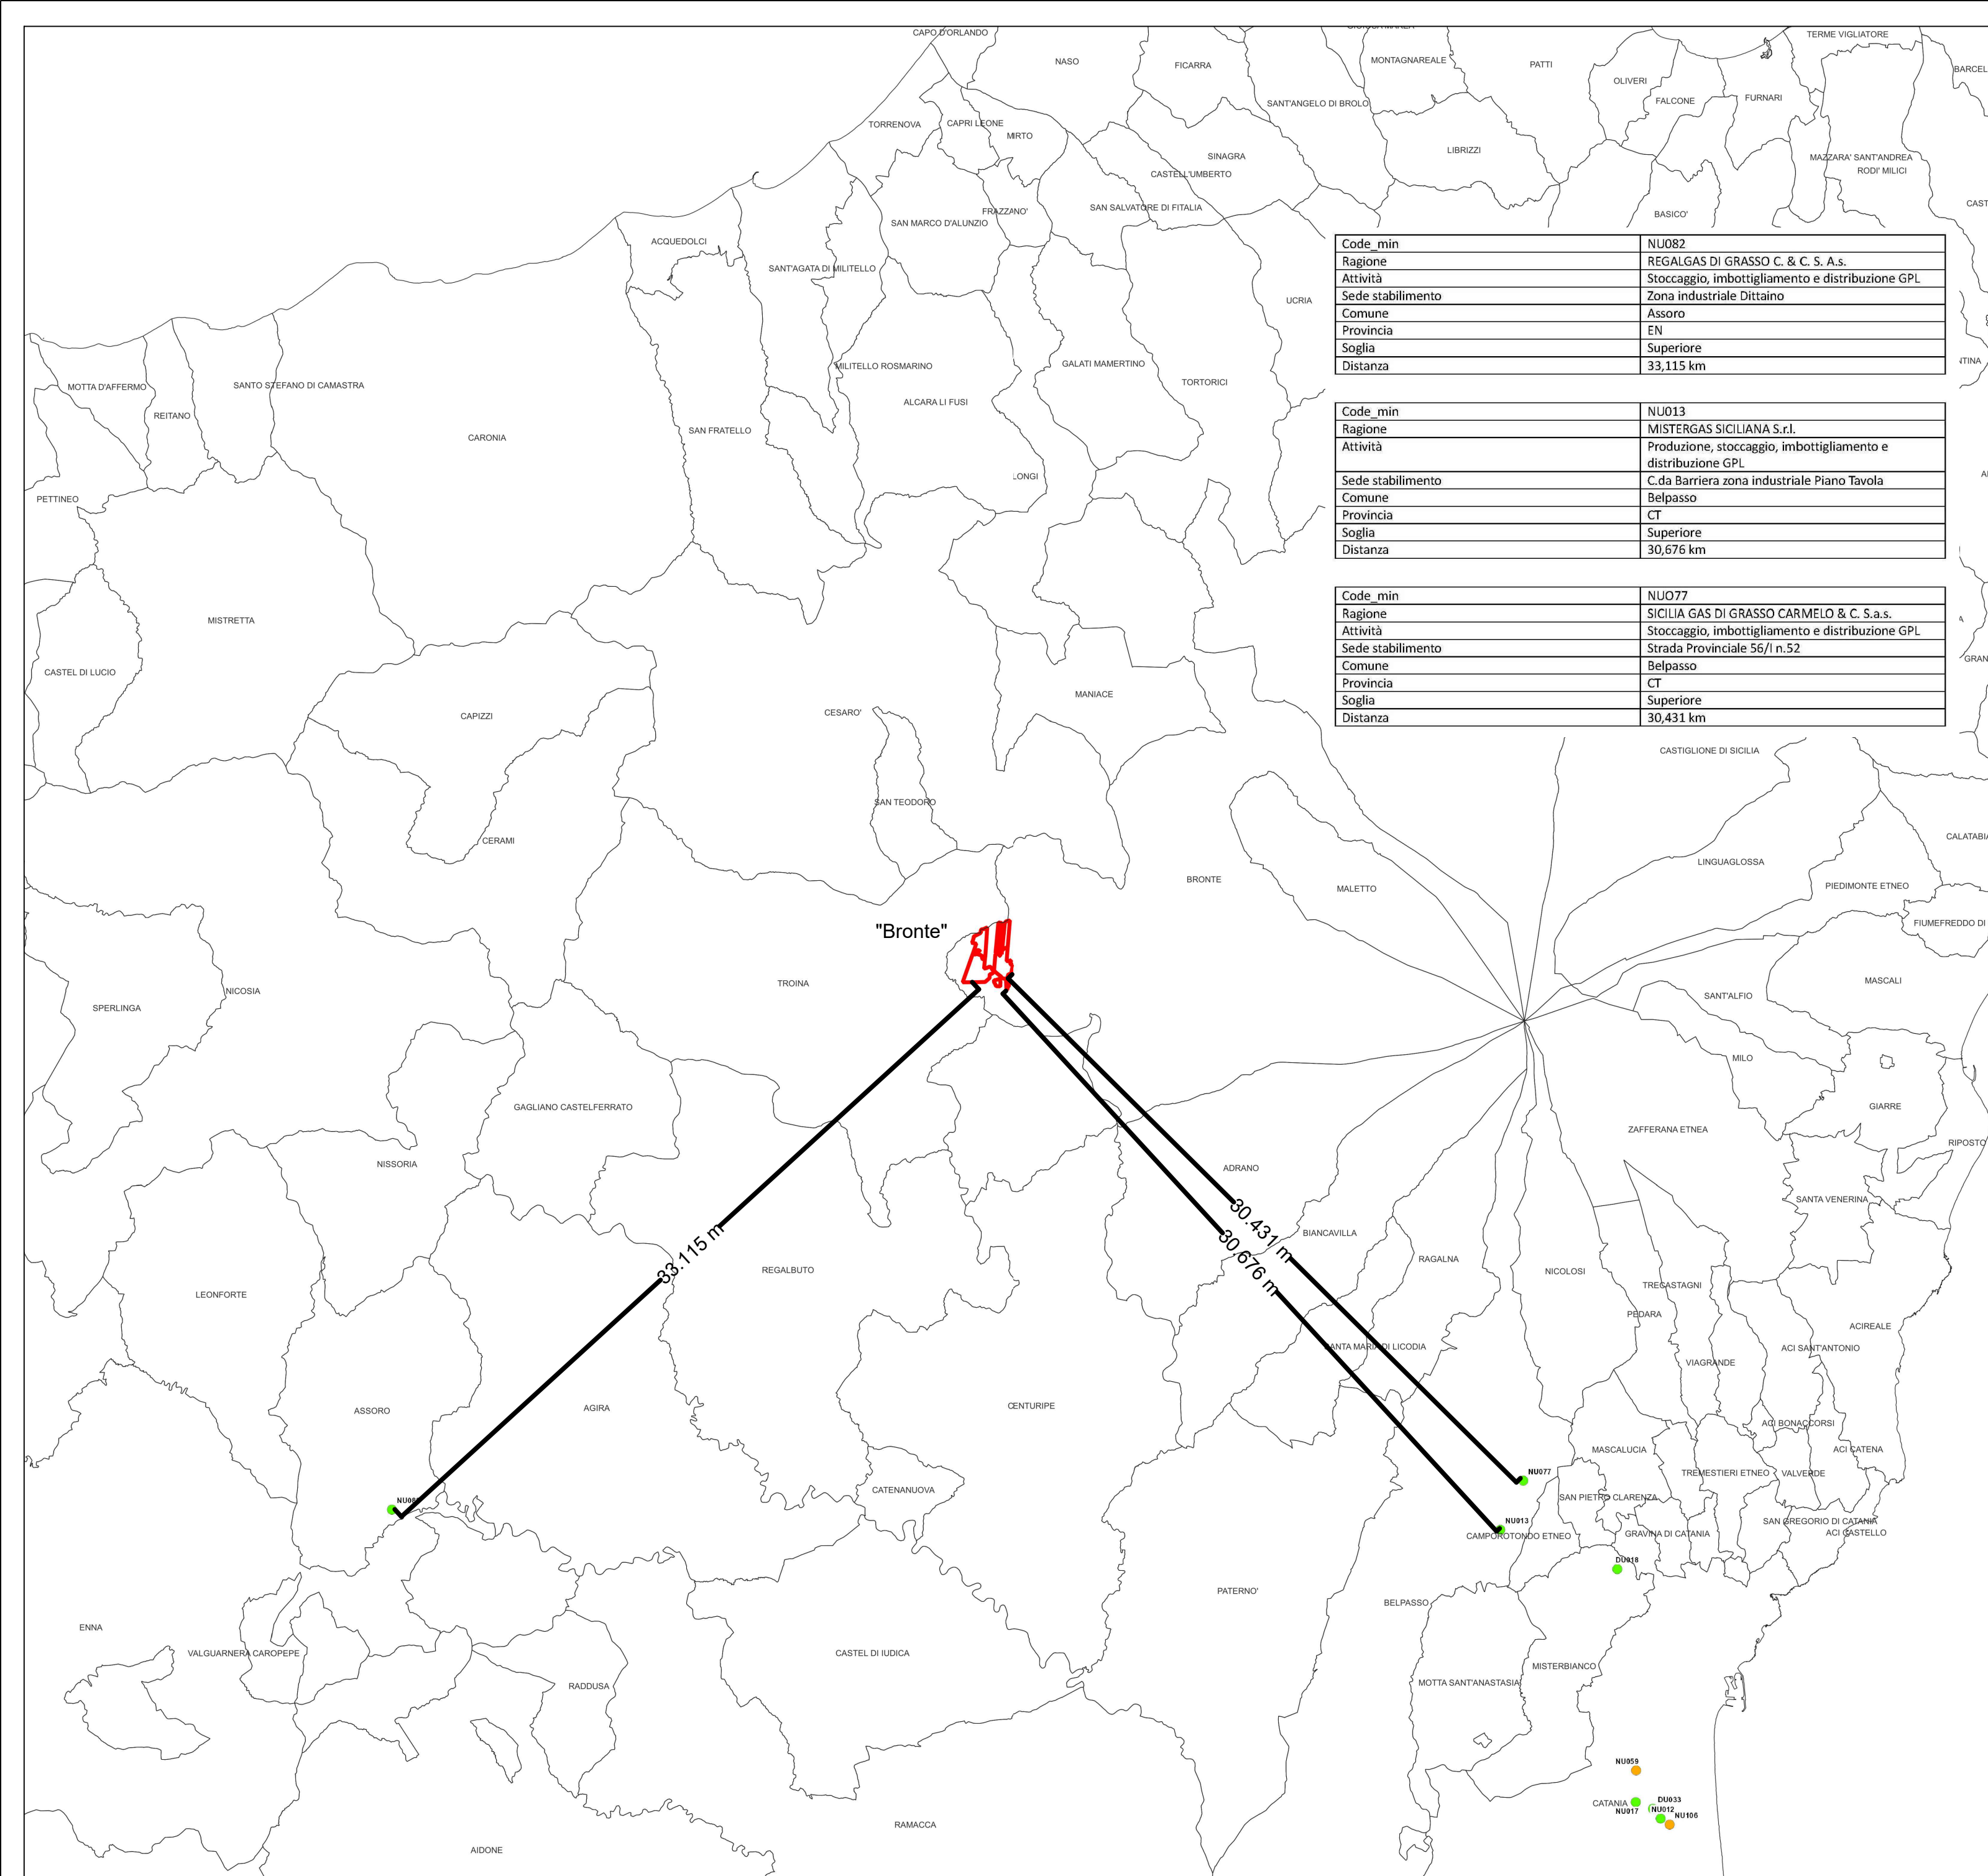 CAPO D'ORLANDO
TERME VIGLIATORE
NASO
FICARRA
MONTAGNAREALE
PATTI
BARCEL
OLIVERI
FALCONE
FURNARI
SANT'ANGELO DI BROLO
TORRENOVA
CAPRI LEONE
MIRTO
LIBRIZZI
SINAGRA
MAZZARA' SANT'ANDREA
RODI' MILICI
CASTELL'UMBERTO
CAST
SAN SALVATORE DI FITALIA
FRAZZANO'
BASICO'
SAN MARCO D'ALUNZIO
ACQUEDOLCI
SANT'AGATA DI MILITELLO
UCRIA
Code_min NU082
Ragione REGALGAS DI GRASSO C. & C. S. A.s.
Attività Stoccaggio, imbottigliamento e distribuzione GPL
Sede stabilimento Zona industriale Dittaino
Comune Assoro
Provincia EN
Soglia Superiore
Distanza 33,115 km
NTINA
MILITELLO ROSMARINO
GALATI MAMERTINO
TORTORICI
MOTTA D'AFFERMO
SANTO STEFANO DI CAMASTRA
REITANO
ALCARA LI FUSI
SAN FRATELLO
CARONIA
LONGI
PETTINEO
Code_min NU013
Ragione MISTERGAS SICILIANA S.r.l.
Attività Produzione, stoccaggio, imbottigliamento e
distribuzione GPL
Sede stabilimento C.da Barriera zona industriale Piano Tavola
Comune Belpasso
Provincia CT
Soglia Superiore
Distanza 30,676 km
Code_min NUO77
Ragione SICILIA GAS DI GRASSO CARMELO & C. S.a.s.
Attività Stoccaggio, imbottigliamento e distribuzione GPL
Sede stabilimento Strada Provinciale 56/I n.52
Comune Belpasso
Provincia CT
Soglia Superiore
Distanza 30,431 km
MISTRETTA
GRAN
CASTEL DI LUCIO
MANIACE
CAPIZZI
CESARO'
CASTIGLIONE DI SICILIA
SAN TEODORO
CERAMI
CALATABIA
LINGUAGLOSSA
BRONTE
MALETTO
PIEDIMONTE ETNEO
FIUMEFREDDO DI
"Bronte"
TROINA
MASCALI
NICOSIA
SANT'ALFIO
SPERLINGA
MILO
GAGLIANO CASTELFERRATO
GIARRE
ZAFFERANA ETNEA
RIPOSTO
NISSORIA
ADRANO
SANTA VENERINA
33.115 m
30.431 m
30.676 m
BIANCAVILLA
RAGALNA
REGALBUTO
NICOLOSI
TRECASTAGNI
LEONFORTE
PEDARA
ACIREALE
SANTA MARIA DI LICODIA
ACI SANT'ANTONIO
VIAGRANDE
AGIRA
CENTURIPE
ASSORO
ACI BONACCORSI
MASCALUCIA
ACI CATENA
NU077
TREMESTIERI ETNEO
VALVERDE
CATENANUOVA
SAN PIETRO CLARENZA
NU013
SAN GREGORIO DI CATANIA
CAMPOROTONDO ETNEO
GRAVINA DI CATANIA
ACI CASTELLO
DU018
PATERNO'
BELPASSO
ENNA
VALGUARNERA CAROPEPE
CASTEL DI IUDICA
MISTERBIANCO
RADDUSA
MOTTA SANT'ANASTASIA
NU059
CATANIA
DU033
NU017
NU012
NU106
RAMACCA
AIDONE